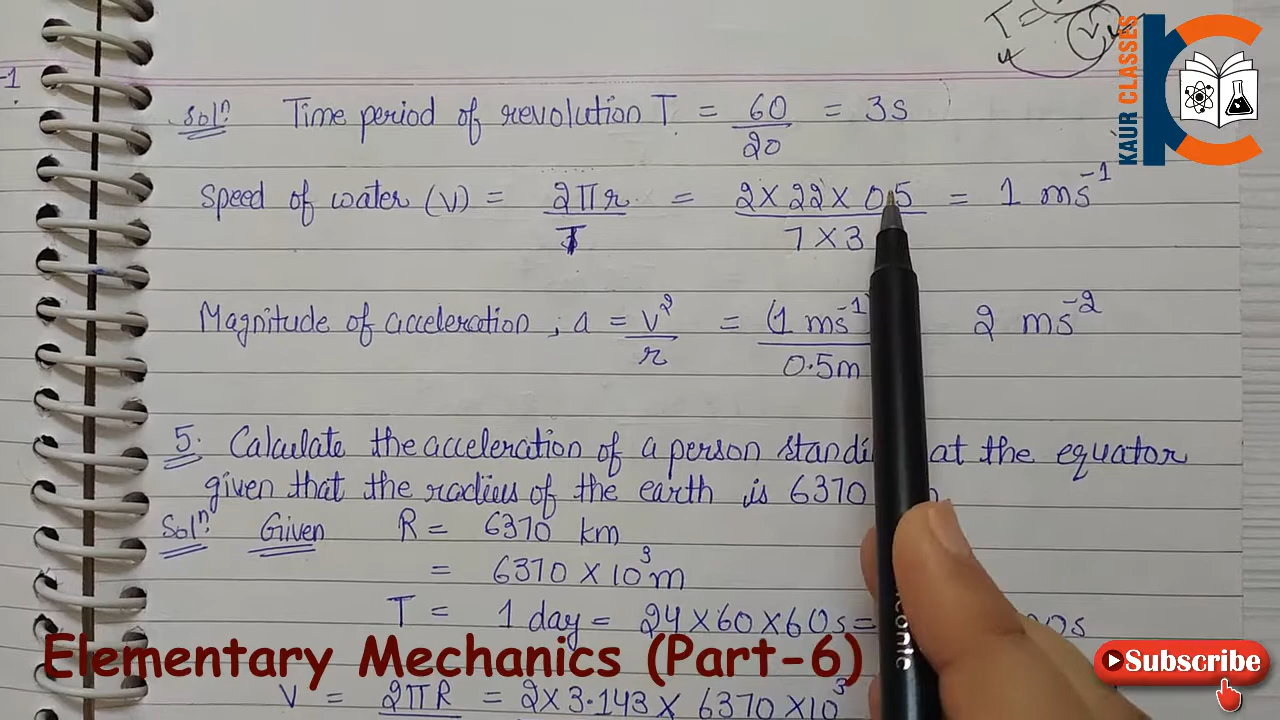 -1
T =
KAUR CLASSES
Solⁿ Time period of revolution T = 60/20 = 3s
Speed of water (v) = 2πr/T = 2×22×0.5/7×3 = 1 ms⁻¹
Magnitude of acceleration ; a = v²/r = (1 ms⁻¹)/0.5m 2 ms⁻²
5. Calculate the acceleration of a person at the equator
given that the radius of the earth is 6370
Solⁿ. Given R = 6370 km
= 6370 × 10³ m
T = 1 day = 24×60×60s =
Elementary Mechanics (Part-6)
Subscribe
V = 2πR = 2×3.143× 6370 ×10³